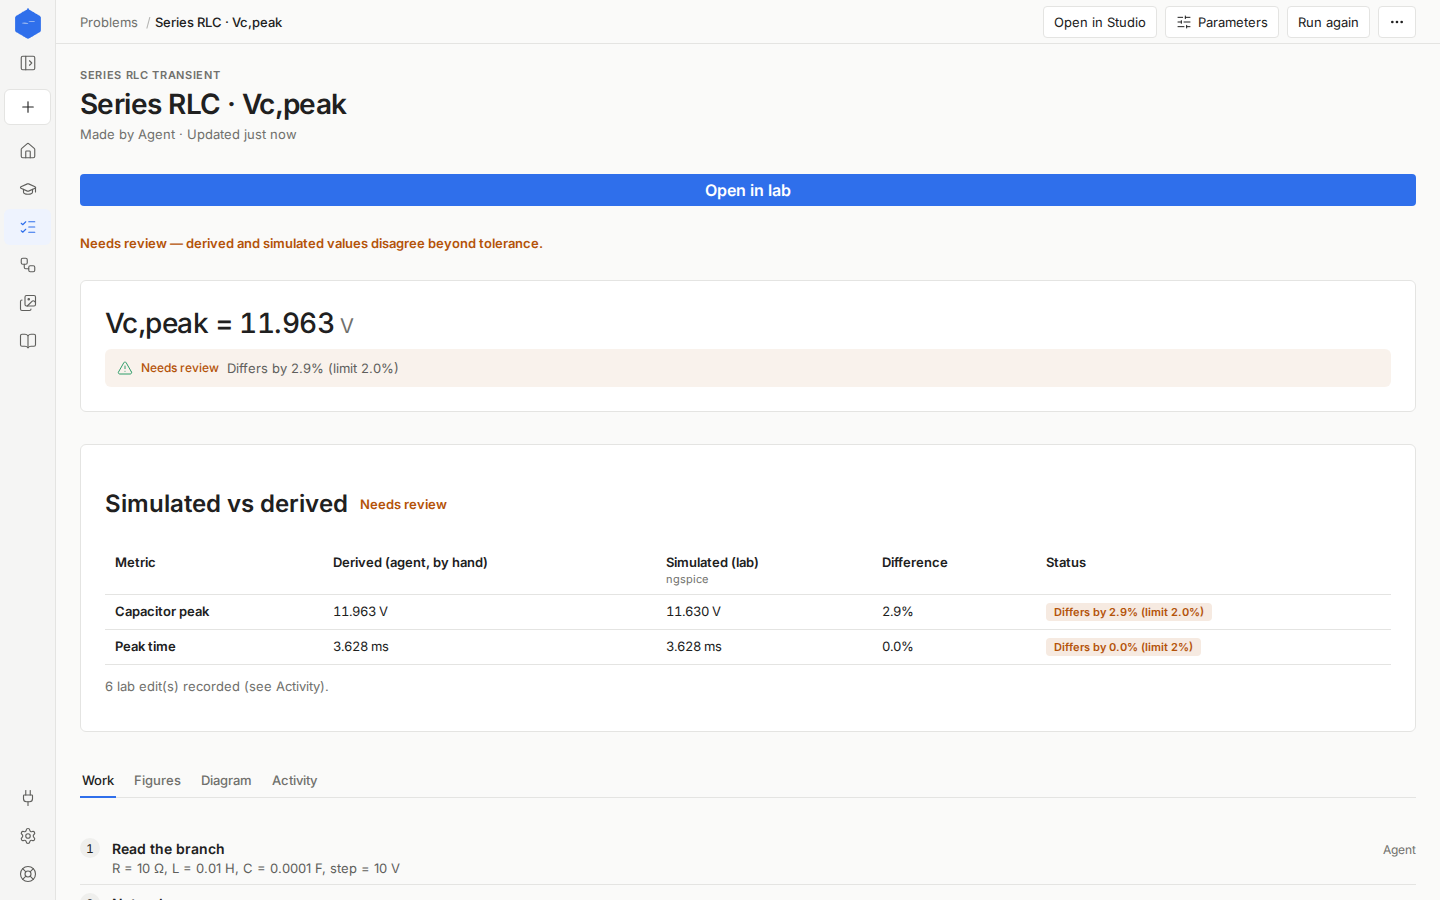 Problems / Series RLC · Vc,peak
Open in Studio
Parameters
Run again
SERIES RLC TRANSIENT
Series RLC · Vc,peak
Made by Agent · Updated just now
Open in lab
Needs review — derived and simulated values disagree beyond tolerance.
Vc,peak = 11.963 V
Needs review Differs by 2.9% (limit 2.0%)
Simulated vs derived Needs review
Metric Derived (agent, by hand) Simulated (lab) Difference Status
ngspice
Capacitor peak 11.963 V 11.630 V 2.9% Differs by 2.9% (limit 2.0%)
Peak time 3.628 ms 3.628 ms 0.0% Differs by 0.0% (limit 2%)
6 lab edit(s) recorded (see Activity).
Work Figures Diagram Activity
1 Read the branch Agent
R = 10 Ω, L = 0.01 H, C = 0.0001 F, step = 10 V